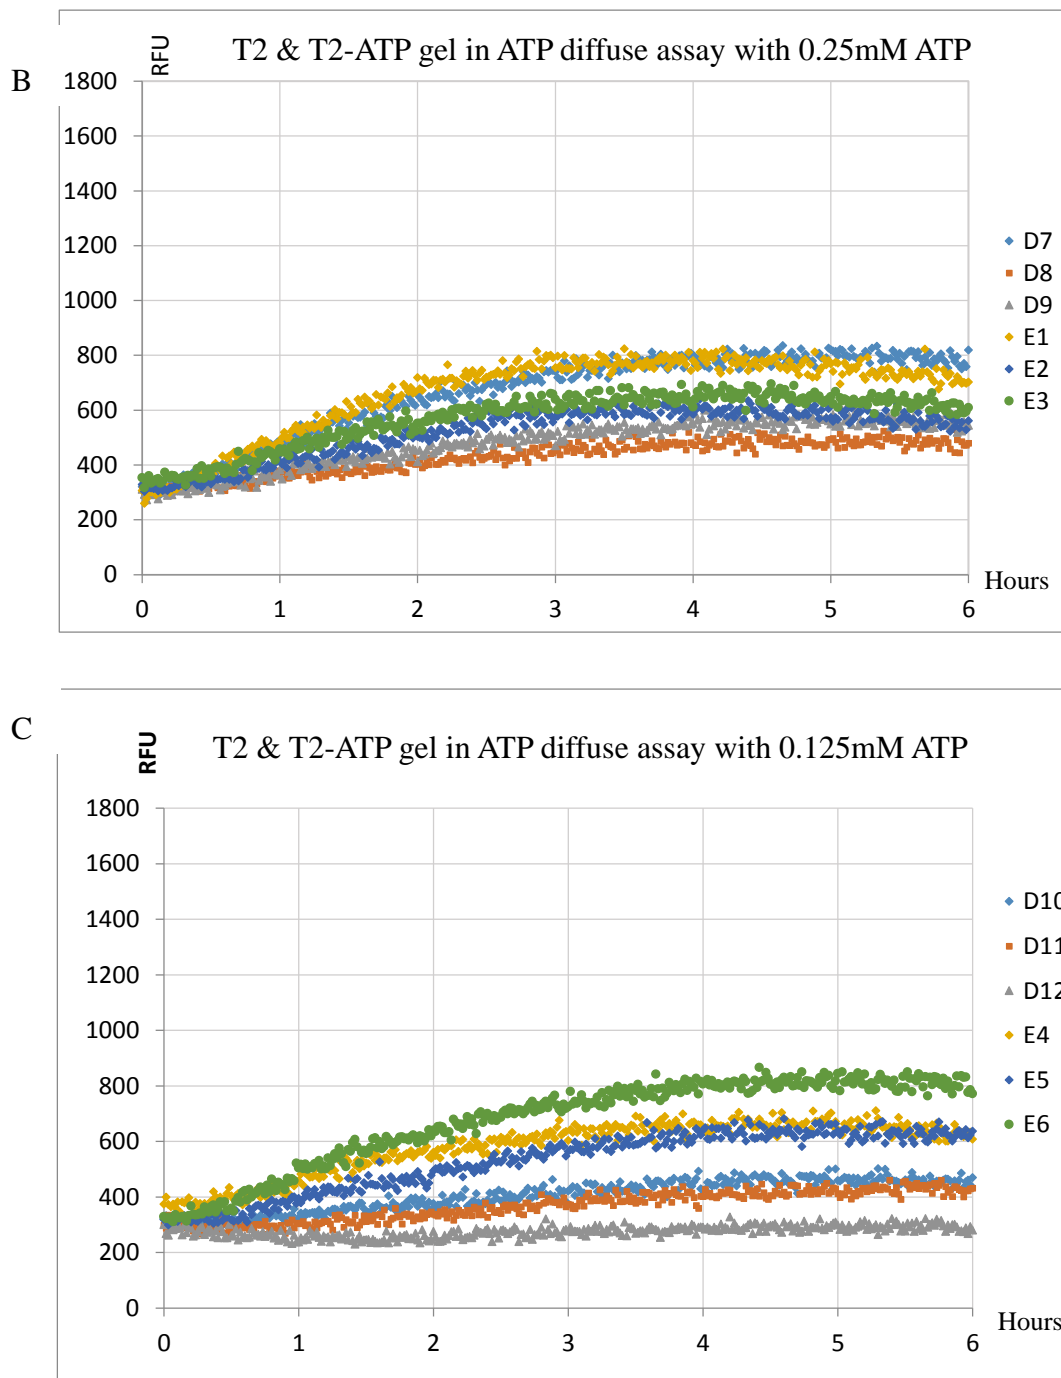 B
RFU
T2 & T2-ATP gel in ATP diffuse assay with 0.25mM ATP
1800
1600
1400
1200
1000
800
600
400
200
0
0 1 2 3 4 5 6
Hours
D7
D8
D9
E1
E2
E3
C
RFU
T2 & T2-ATP gel in ATP diffuse assay with 0.125mM ATP
1800
1600
1400
1200
1000
800
600
400
200
0
0 1 2 3 4 5 6
Hours
D10
D11
D12
E4
E5
E6